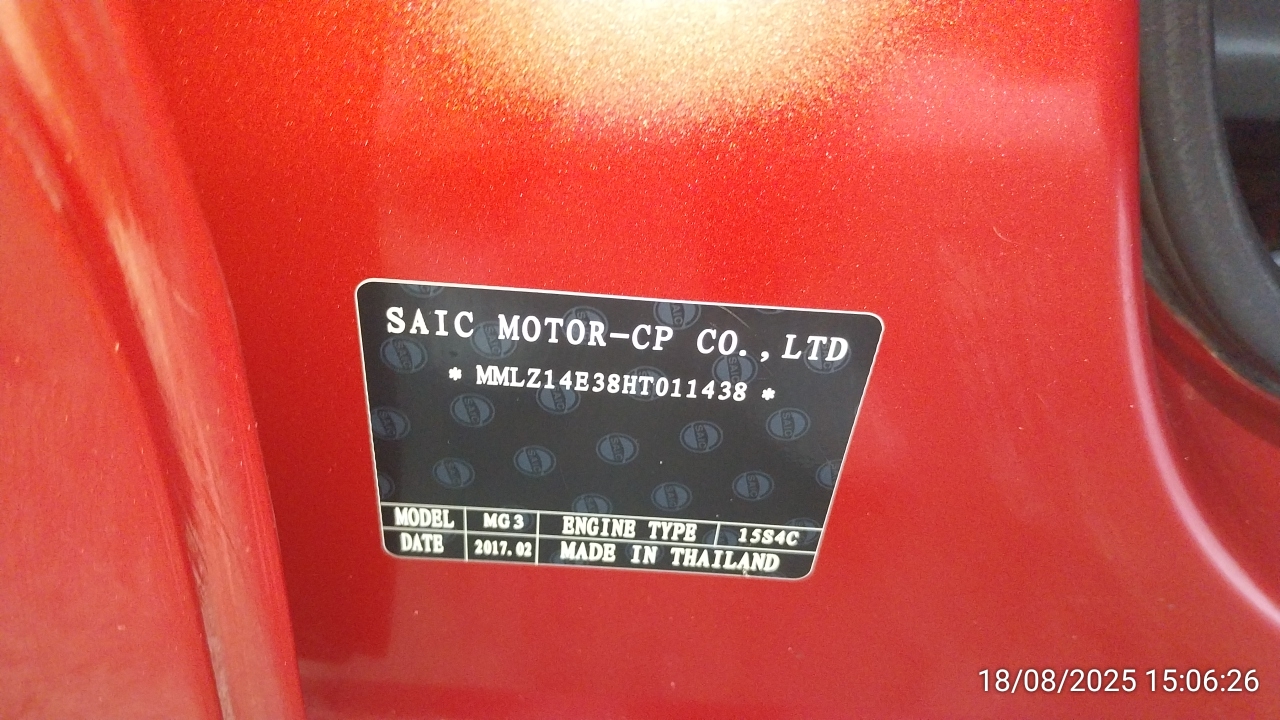 SAIC MOTOR-CP CO.,LTD
* MMLZ14E38HT011438 *
MODEL MG3 ENGINE TYPE 15S4C
DATE 2017.02 MADE IN THAILAND
18/08/2025 15:06:26